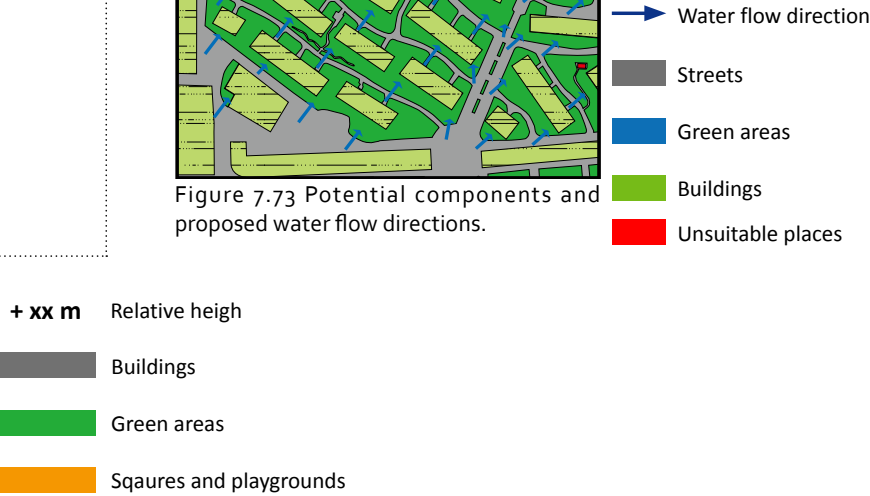 Water flow direction
Streets
Green areas
Buildings
Unsuitable places
Figure 7.73 Potential components and
proposed water flow directions.
+ xx m Relative heigh
Buildings
Green areas
Sqaures and playgrounds